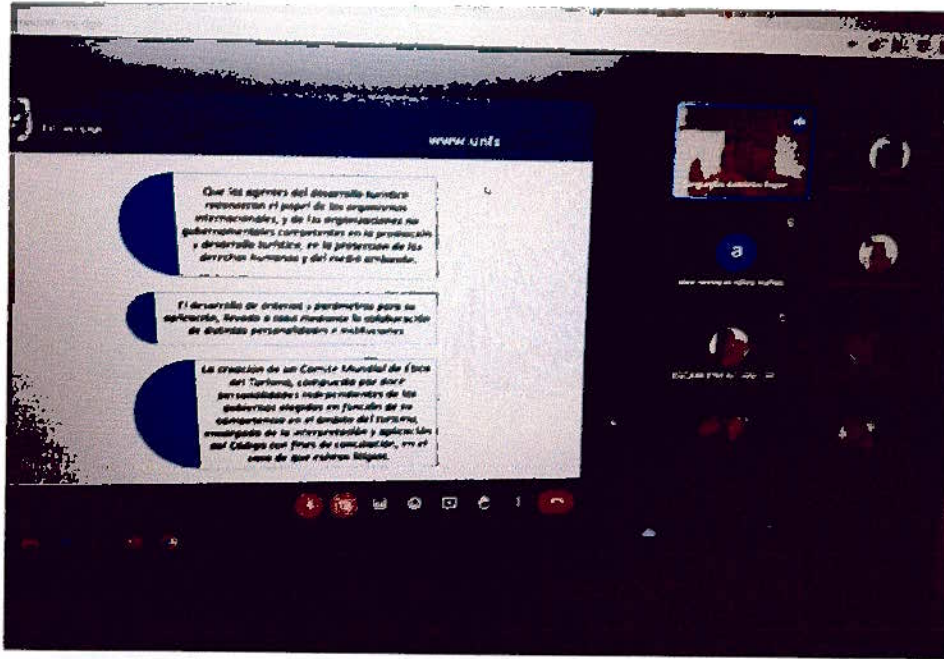 www.unfs
Que los agentes del desarrollo turístico
reconozcan el papel de los organismos
internacionales, y de las organizaciones no
gubernamentales competentes en la promoción
y desarrollo turístico, en la protección de los
derechos humanos y del medio ambiente.
El desarrollo de criterios y parámetros para su
aplicación, llevado a cabo mediante la colaboración
de distintas personalidades e instituciones
La creación de un Comité Mundial de Ética
del Turismo, compuesto por doce
personalidades independientes de los
gobiernos elegidas en función de su
competencia en el ámbito del turismo,
encargado de la interpretación y aplicación
del Código con fines de conciliación, en el
caso de que existan litigios.
a